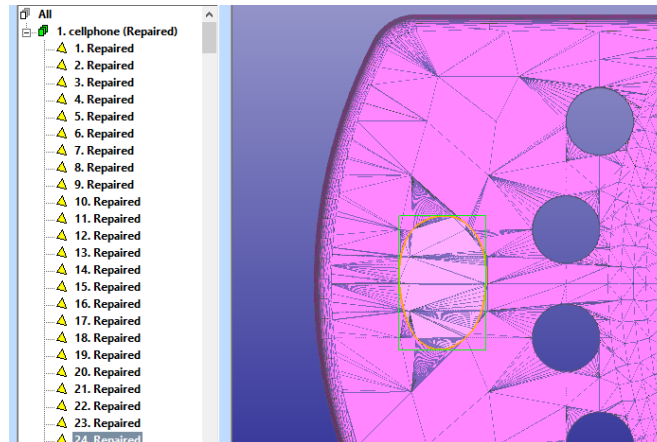 All
1. cellphone (Repaired)
1. Repaired
2. Repaired
3. Repaired
4. Repaired
5. Repaired
6. Repaired
7. Repaired
8. Repaired
9. Repaired
10. Repaired
11. Repaired
12. Repaired
13. Repaired
14. Repaired
15. Repaired
16. Repaired
17. Repaired
18. Repaired
19. Repaired
20. Repaired
21. Repaired
22. Repaired
23. Repaired
24. Repaired